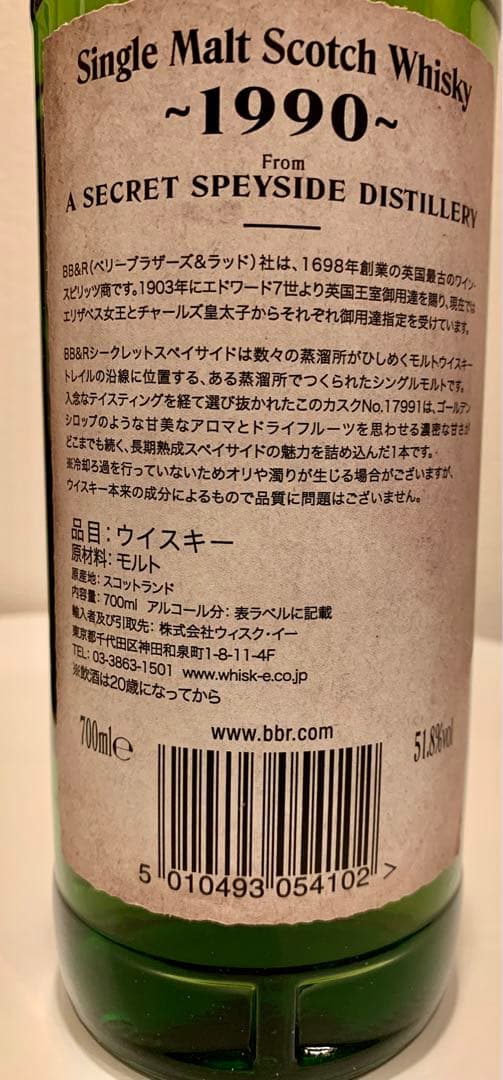 Single Malt Scotch Whisky
~1990~
From
A SECRET SPEYSIDE DISTILLERY
BB&R(ベリーブラザーズ&ラッド)社は、1698年創業の英国最古のワイン・
スピリッツ商です。1903年にエドワード7世より英国王室御用達を賜り、現在では
エリザベス女王とチャールズ皇太子からそれぞれ御用達指定を受けています。
BB&Rシークレットスペイサイドは数々の蒸溜所がひしめくモルトウイスキー
トレイルの沿線に位置する、ある蒸溜所でつくられたシングルモルトです。
入念なテイスティングを経て選び抜かれたこのカスクNo.17991は、ゴールデン
シロップのような甘美なアロマとドライフルーツを思わせる濃密な甘さが
どこまでも続く、長期熟成スペイサイドの魅力を詰め込んだ1本です。
※冷却ろ過を行っていないためオリや濁りが生じる場合がございますが、
ウイスキー本来の成分によるもので品質に問題はございません。
品目:ウイスキー
原材料:モルト
原産地:スコットランド
内容量:700ml アルコール分:表ラベルに記載
輸入者及び引取先:株式会社ウィスク・イー
東京都千代田区神田和泉町1-8-11-4F
TEL: 03-3863-1501 www.whisk-e.co.jp
※飲酒は20歳になってから
700ml℮ www.bbr.com 51.8%vol
5 010493 054102 >